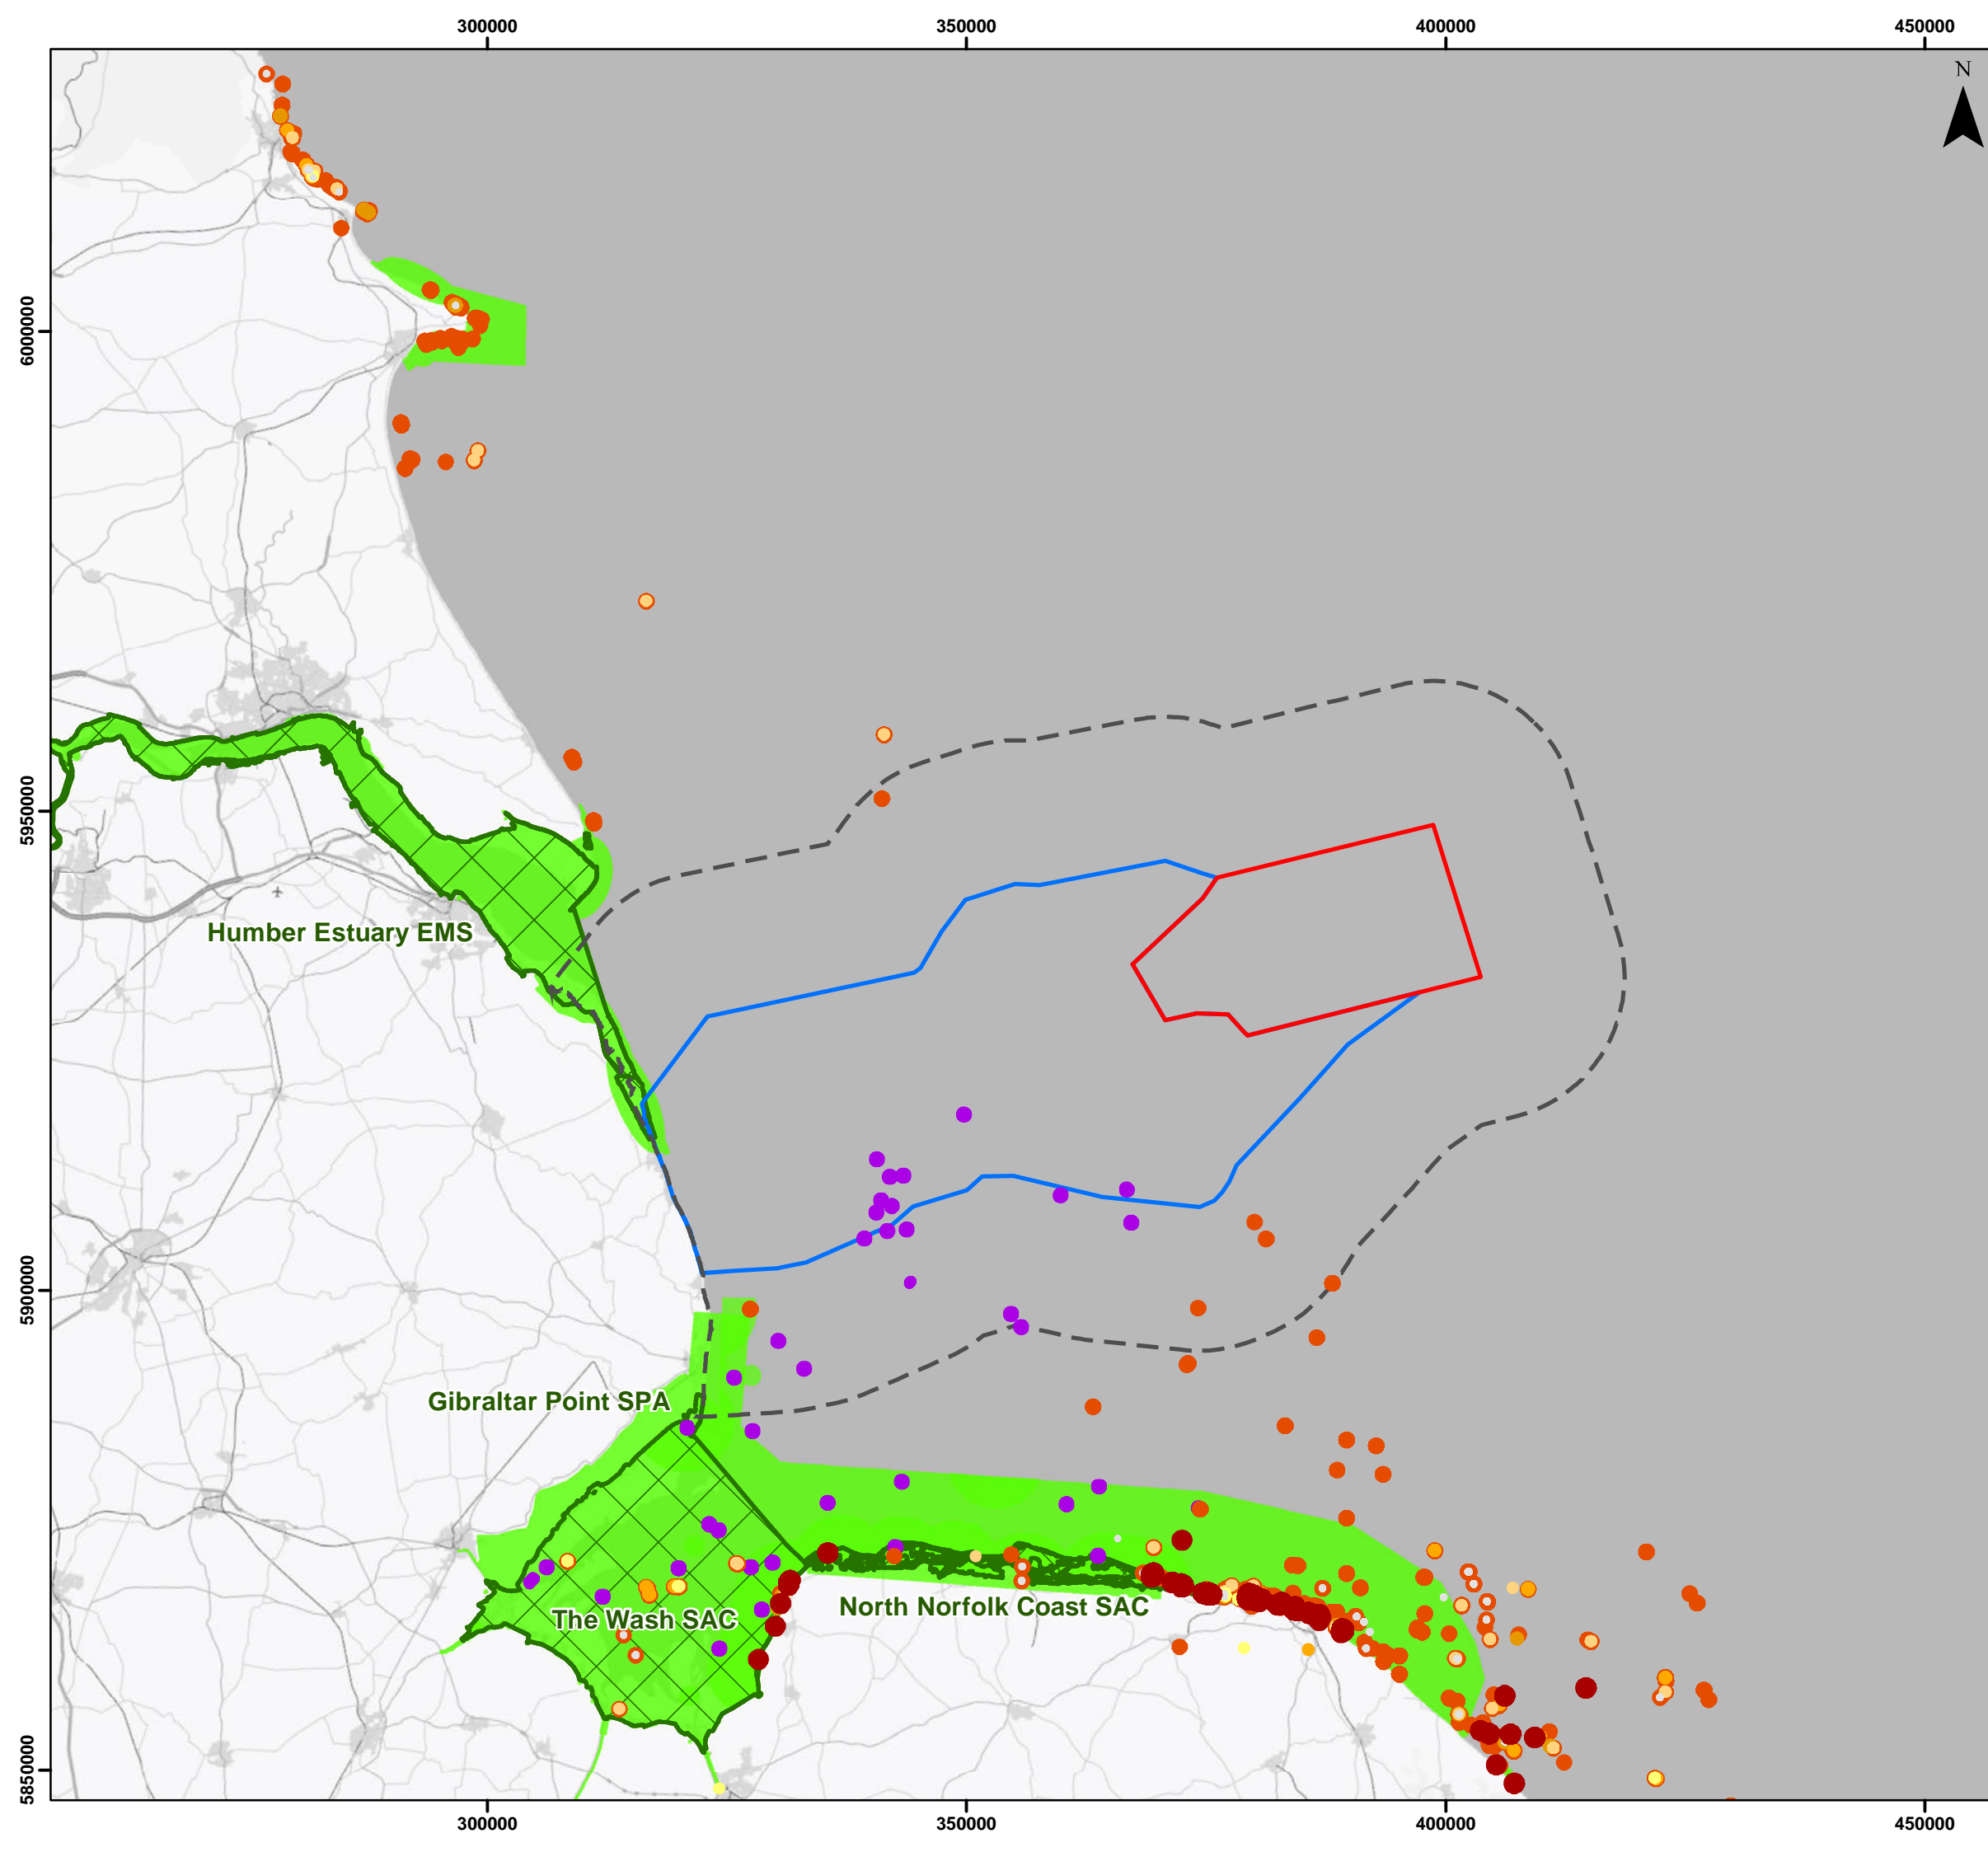 300000 350000 400000 450000
N
6000000
5950000
Humber Estuary EMS
5900000
Gibraltar Point SPA
The Wash SAC
North Norfolk Coast SAC
5850000
300000 350000 400000 450000